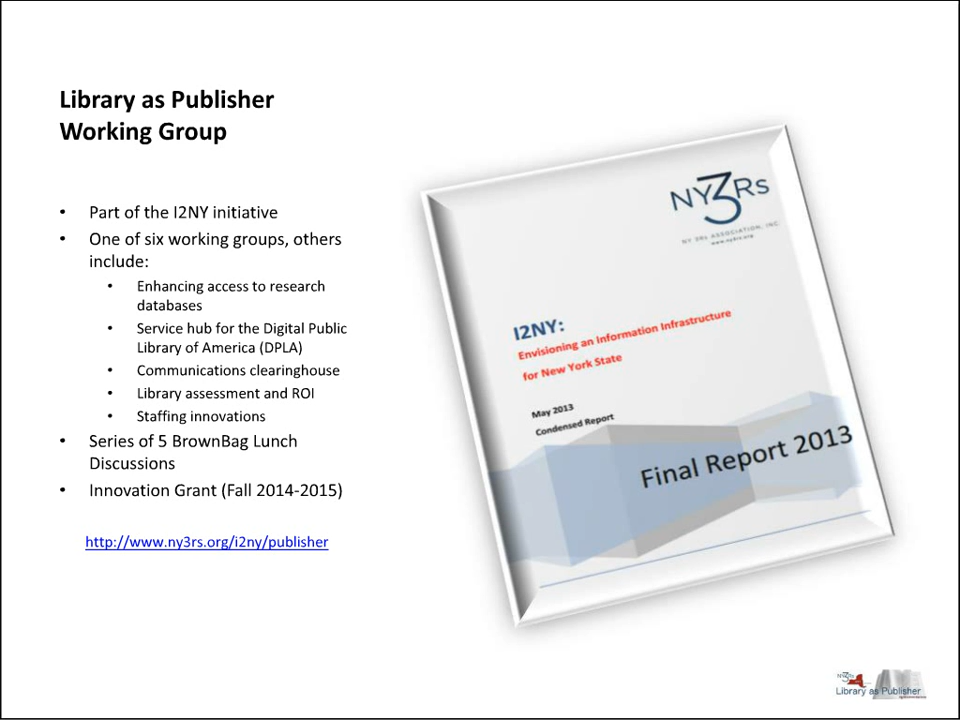 Library as Publisher
Working Group
• Part of the I2NY initiative
• One of six working groups, others
include:
• Enhancing access to research
databases
• Service hub for the Digital Public
Library of America (DPLA)
• Communications clearinghouse
• Library assessment and ROI
• Staffing innovations
• Series of 5 BrownBag Lunch
Discussions
• Innovation Grant (Fall 2014-2015)
http://www.ny3rs.org/i2ny/publisher
NY3Rs
NY 3Rs ASSOCIATION, INC.
www.ny3rs.org
I2NY:
Envisioning an Information Infrastructure
for New York State
May 2013
Condensed Report
Final Report 2013
NY3Rs
Library as Publisher